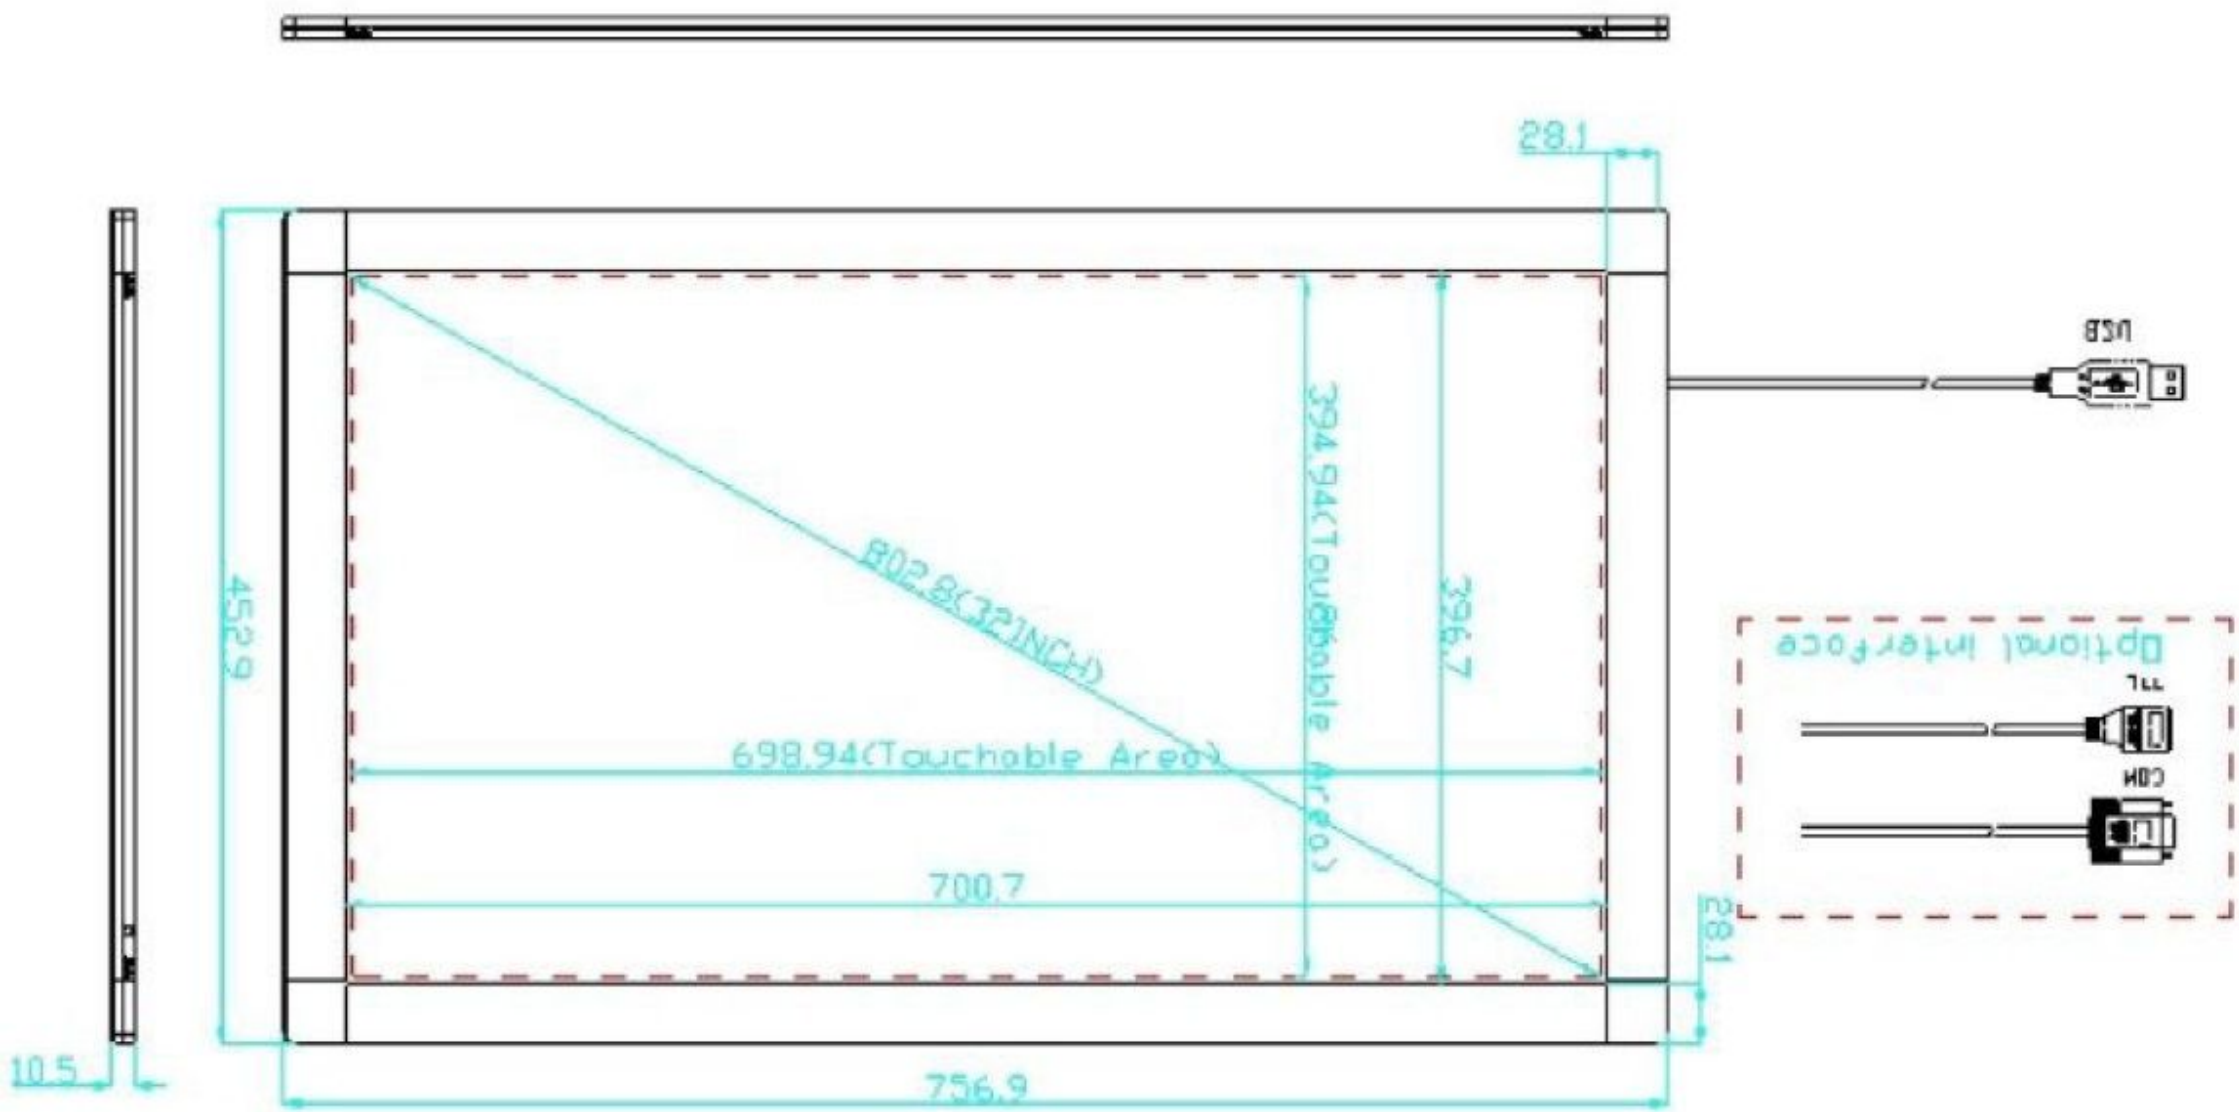 28.1
USB
452.9
394.94(Touchable Area)
396.7
802.8(32INCH)
Optional interface
TTL
COM
698.94(Touchable Area)
700.7
28.1
10.5
756.9